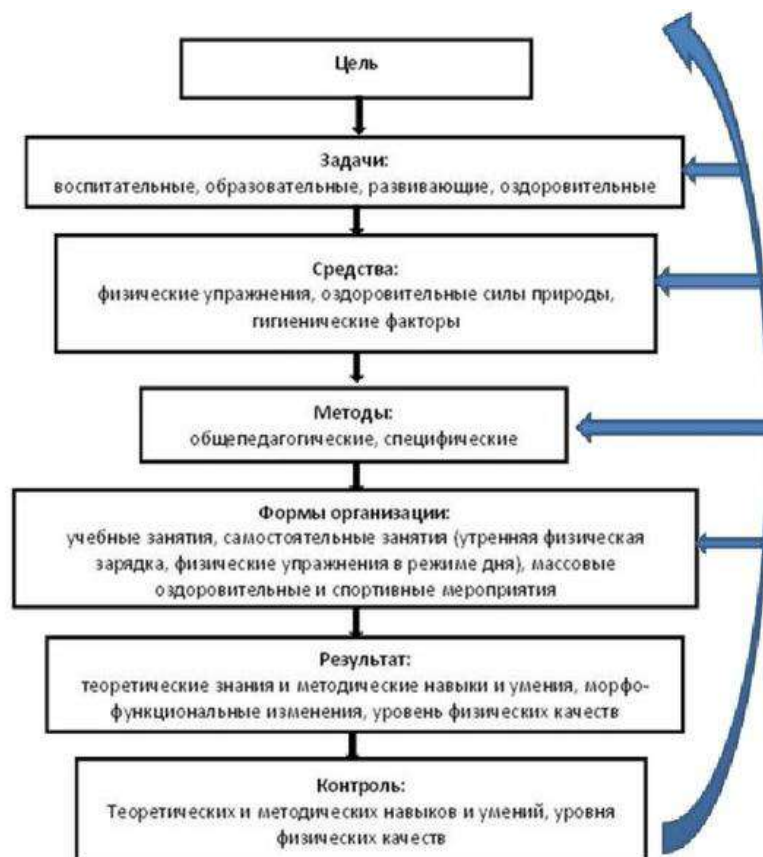 Цель
Задачи:
воспитательные, образовательные, развивающие, оздоровительные
Средства:
физические упражнения, оздоровительные силы природы,
гигиенические факторы
Методы:
общепедагогические, специфические
Формы организации:
учебные занятия, самостоятельные занятия (утренняя физическая
зарядка, физические упражнения в режиме дня), массовые
оздоровительные и спортивные мероприятия
Результат:
теоретические знания и методические навыки и умения, морфо-
функциональные изменения, уровень физических качеств
Контроль:
Теоретических и методических навыков и умений, уровня
физических качеств